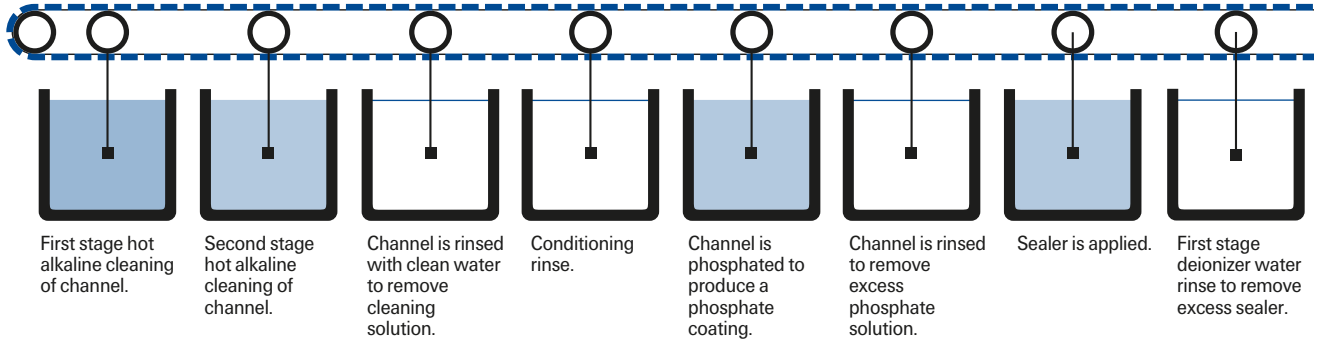 First stage hot
alkaline cleaning
of channel.
Second stage
hot alkaline
cleaning of
channel.
Channel is rinsed
with clean water
to remove
cleaning
solution.
Conditioning
rinse.
Channel is
phosphated to
produce a
phosphate
coating.
Channel is rinsed
to remove
excess
phosphate
solution.
Sealer is applied.
First stage
deionizer water
rinse to remove
excess sealer.